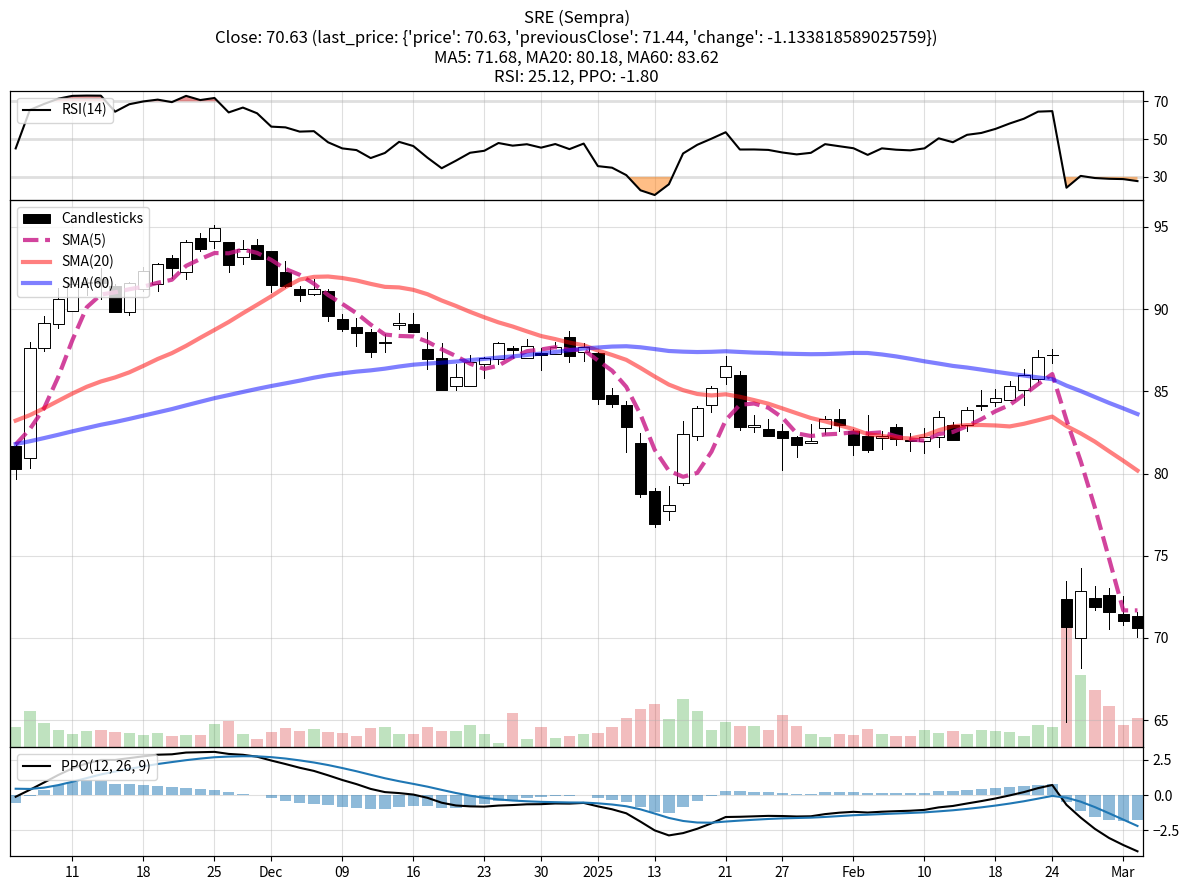 SRE (Sempra)
Close: 70.63 (last_price: {'price': 70.63, 'previousClose': 71.44, 'change': -1.133818589025759})
MA5: 71.68, MA20: 80.18, MA60: 83.62
RSI: 25.12, PPO: -1.80
RSI(14)
70
50
30
Candlesticks
SMA(5)
SMA(20)
SMA(60)
95
90
85
80
75
70
65
PPO(12, 26, 9)
2.5
0.0
−2.5
11 18 25 Dec 09 16 23 30 2025 13 21 27 Feb 10 18 24 Mar